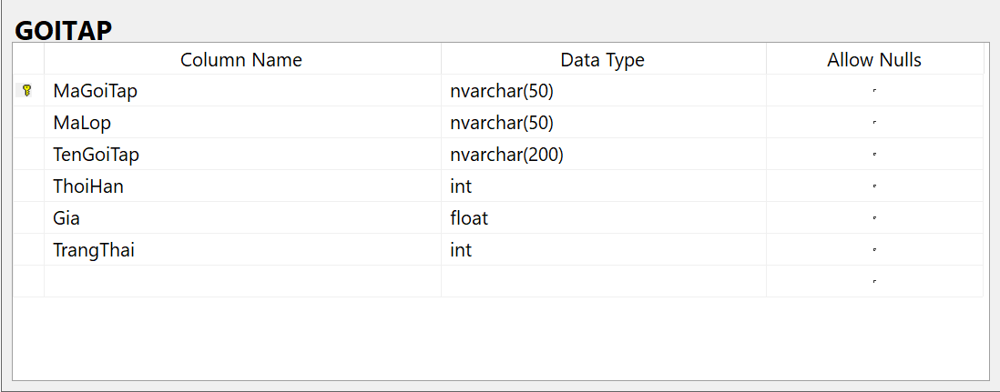 GOITAP
Column Name Data Type Allow Nulls
MaGoiTap nvarchar(50)
MaLop nvarchar(50)
TenGoiTap nvarchar(200)
ThoiHan int
Gia float
TrangThai int